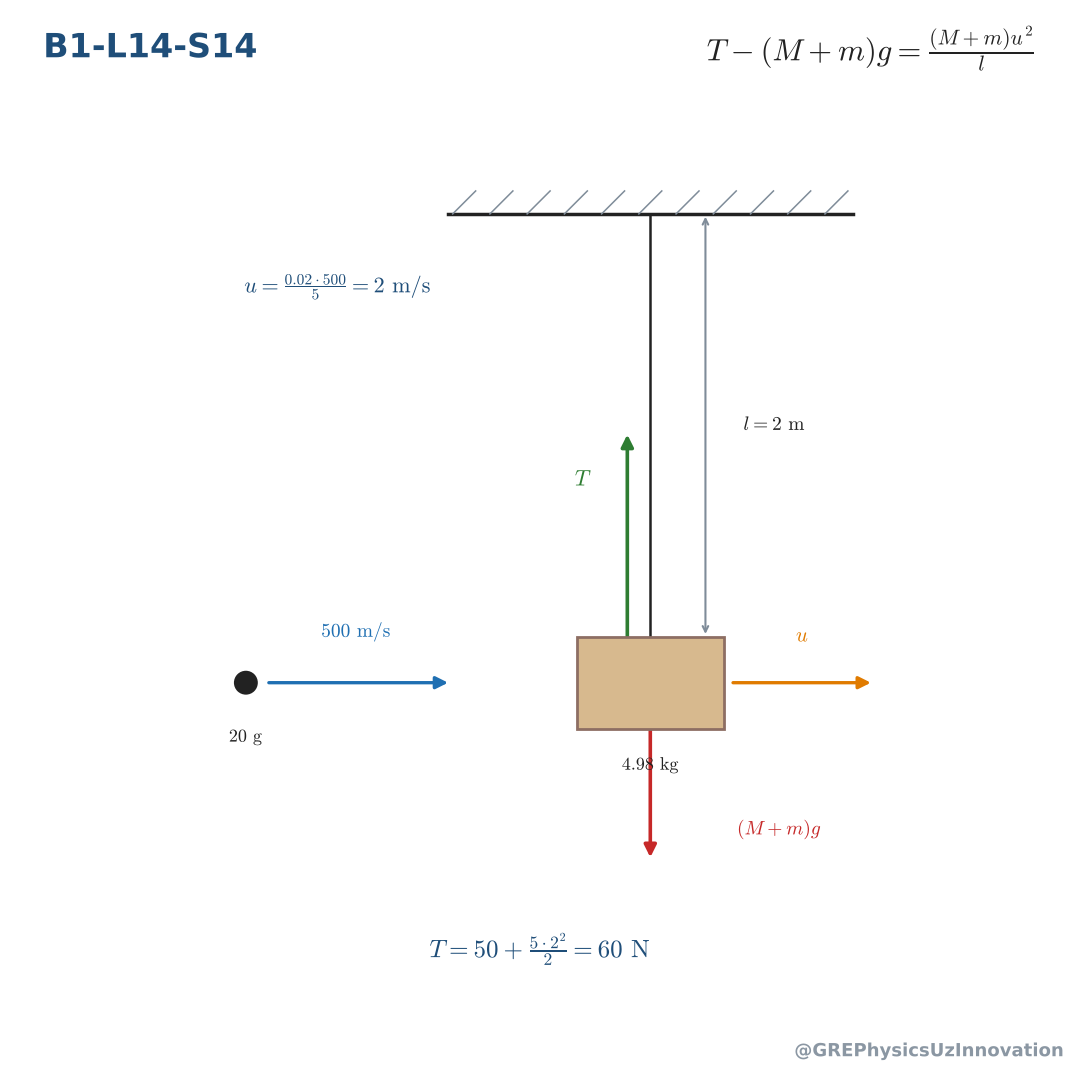 B1-L14-S14
T − (M + m)g = (M + m)u² / l
u = 0.02 · 500 / 5 = 2 m/s
l = 2 m
T
500 m/s
u
20 g
4.98 kg
(M + m)g
T = 50 + 5 · 2² / 2 = 60 N
@GREPhysicsUzInnovation